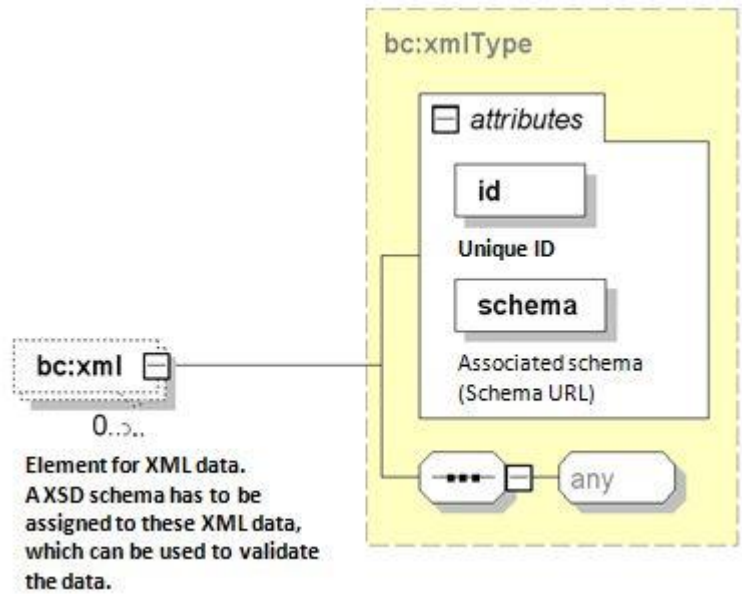 bc:xmlType
attributes
id
Unique ID
schema
Associated schema
(Schema URL)
bc:xml
any
Element for XML data.
A XSD schema has to be
assigned to these XML data,
which can be used to validate
the data.